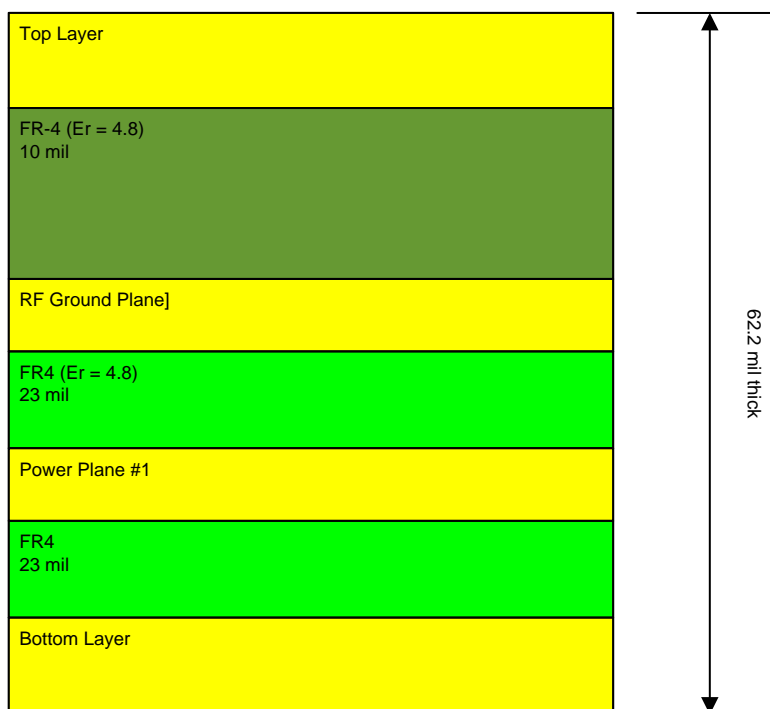 Top Layer
FR-4 (Er = 4.8)
10 mil
RF Ground Plane]
FR4 (Er = 4.8)
23 mil
Power Plane #1
FR4
23 mil
Bottom Layer
62.2 mil thick